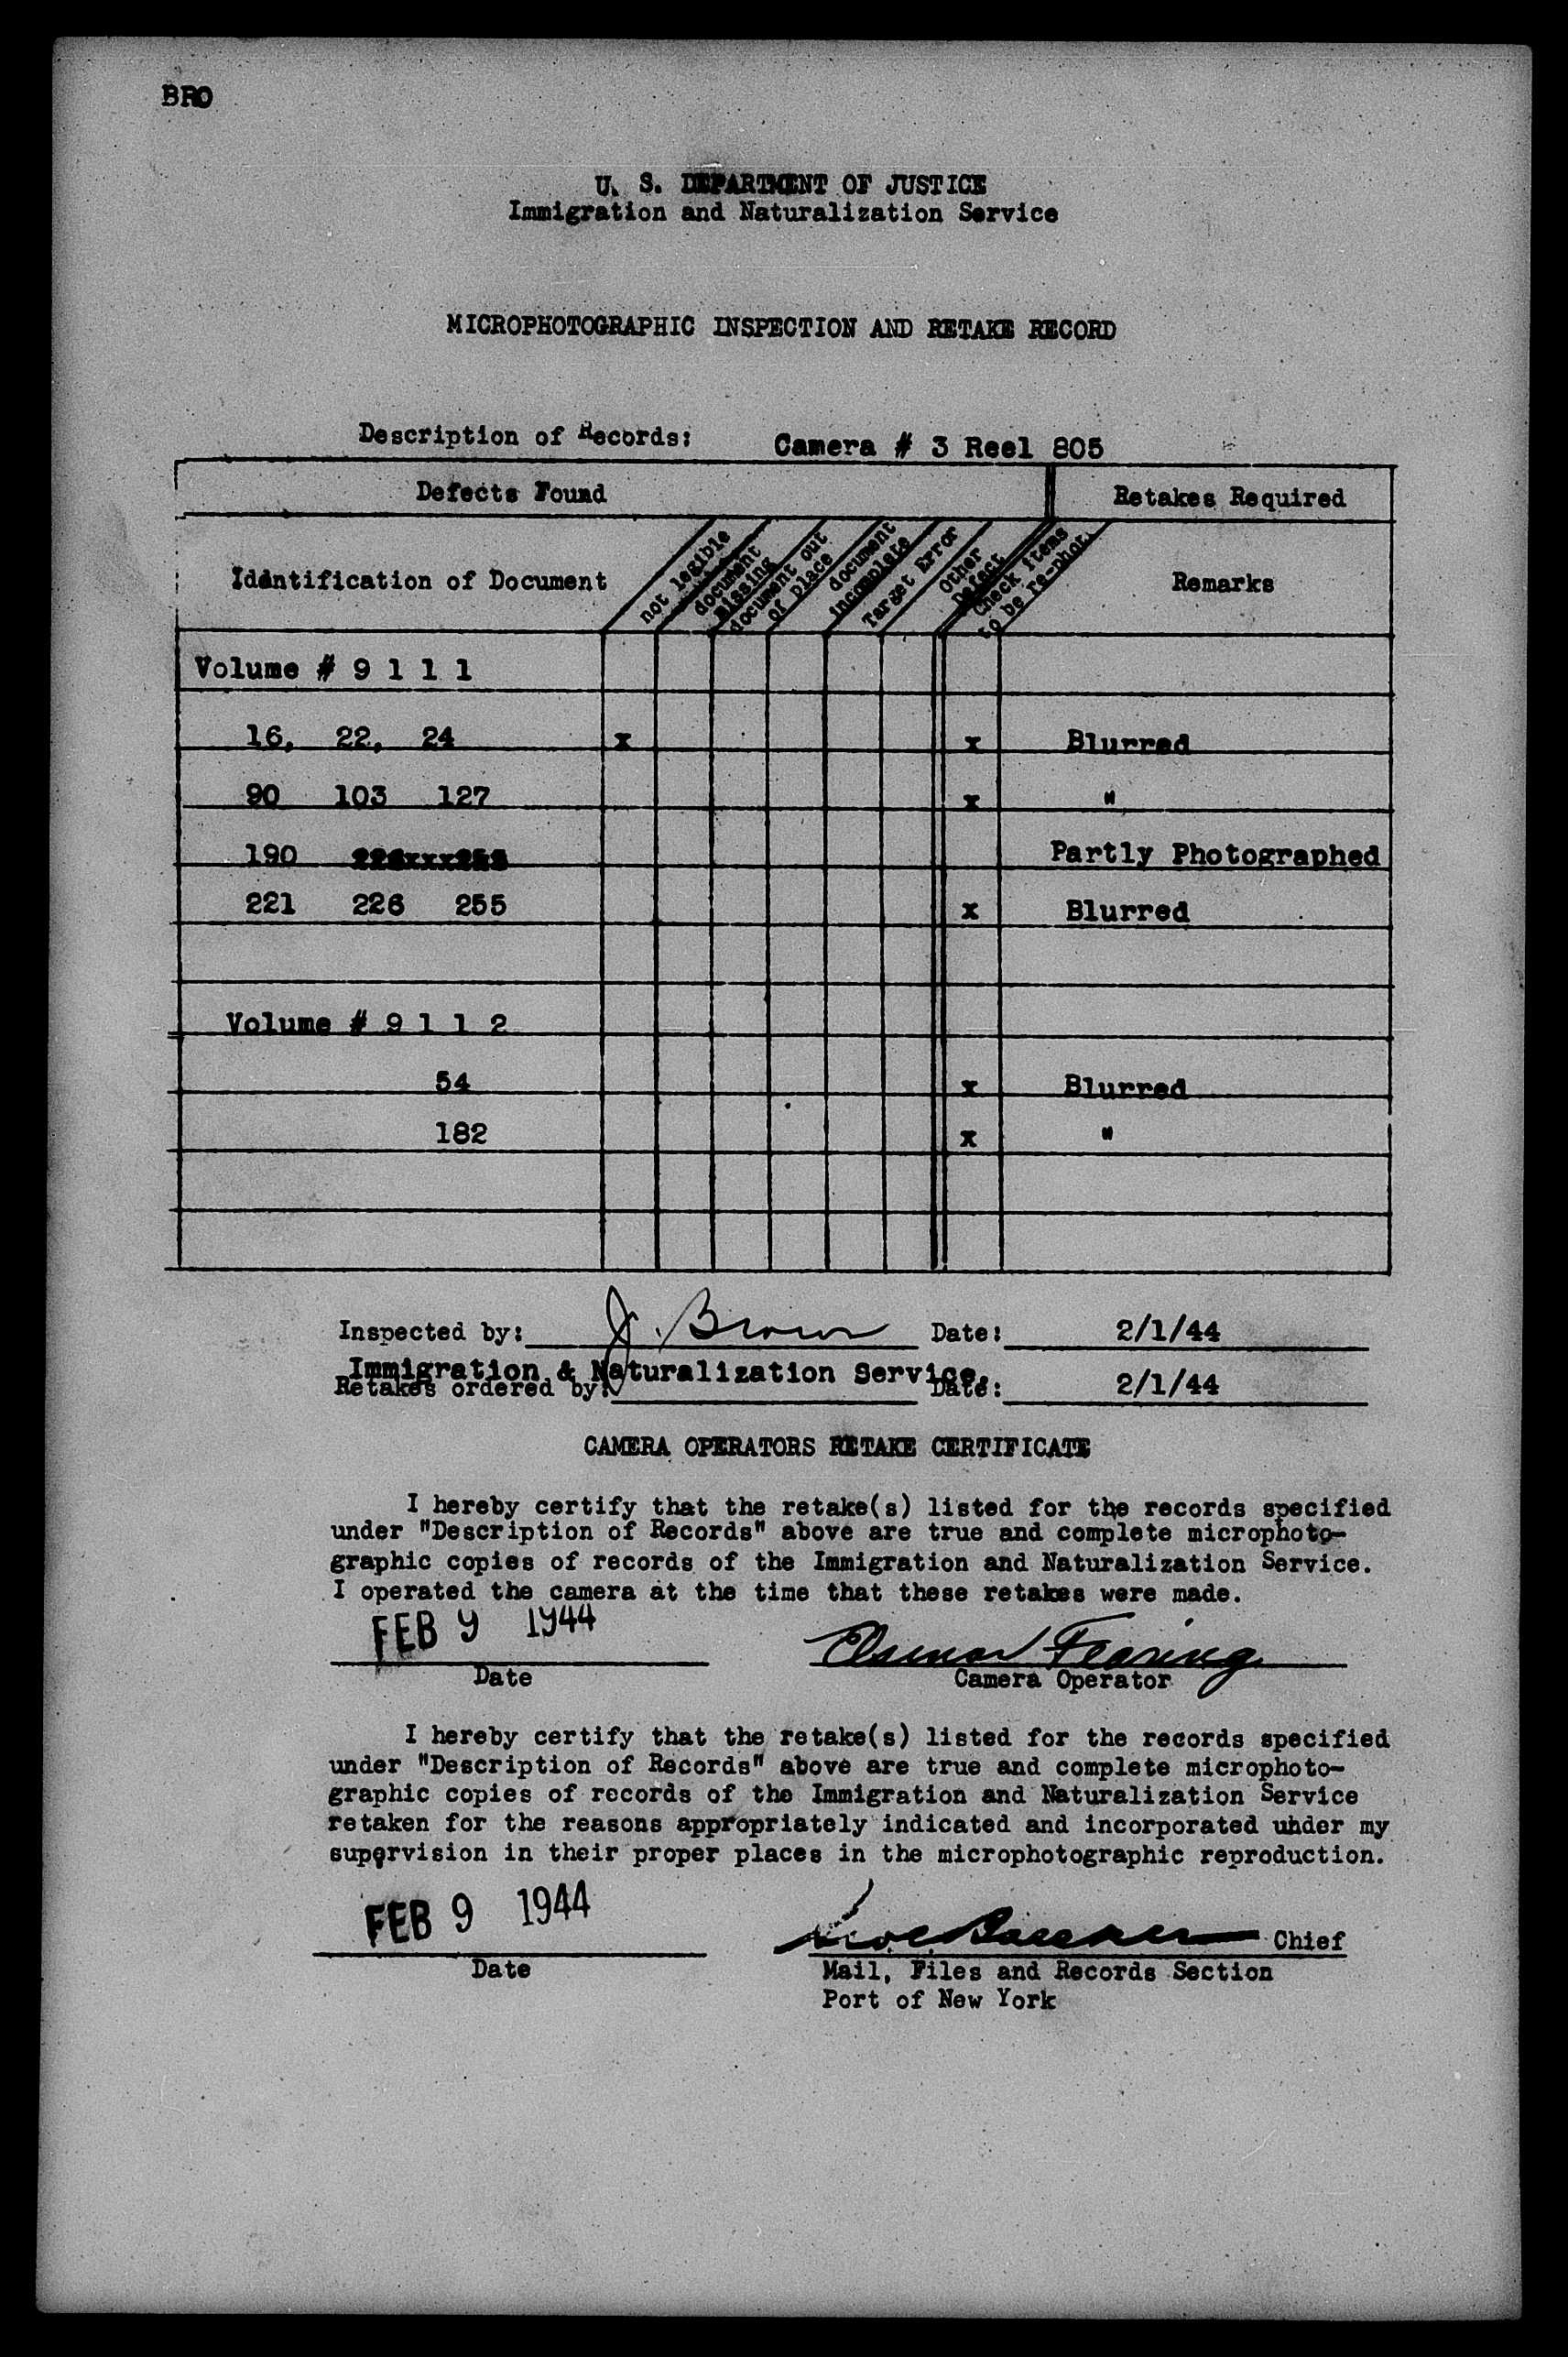 BRO
U. S. DEPARTMENT OF JUSTICE
Immigration and Naturalization Service
MICROPHOTOGRAPHIC INSPECTION AND RETAKE RECORD
Description of Records: Camera # 3 Reel 805
Defects Found Retakes Required
Identification of Document not legible document missing document out of place document incomplete Target Error Other Defect Check items to be re-phot. Remarks
Volume # 9 1 1 1
16, 22, 24 x x Blurred
90 103 127 x "
190 Partly Photographed
221 226 255 x Blurred
Volume # 9 1 1 2
54 x Blurred
182 x "
Inspected by: J. Brown Date: 2/1/44
Immigration & Naturalization Service.
Retakes ordered by: Date: 2/1/44
CAMERA OPERATORS RETAKE CERTIFICATE
I hereby certify that the retake(s) listed for the records specified
under "Description of Records" above are true and complete microphoto-
graphic copies of records of the Immigration and Naturalization Service.
I operated the camera at the time that these retakes were made.
FEB 9 1944
Date Camera Operator
I hereby certify that the retake(s) listed for the records specified
under "Description of Records" above are true and complete microphoto-
graphic copies of records of the Immigration and Naturalization Service
retaken for the reasons appropriately indicated and incorporated under my
supervision in their proper places in the microphotographic reproduction.
FEB 9 1944
Chief
Date Mail, Files and Records Section
Port of New York